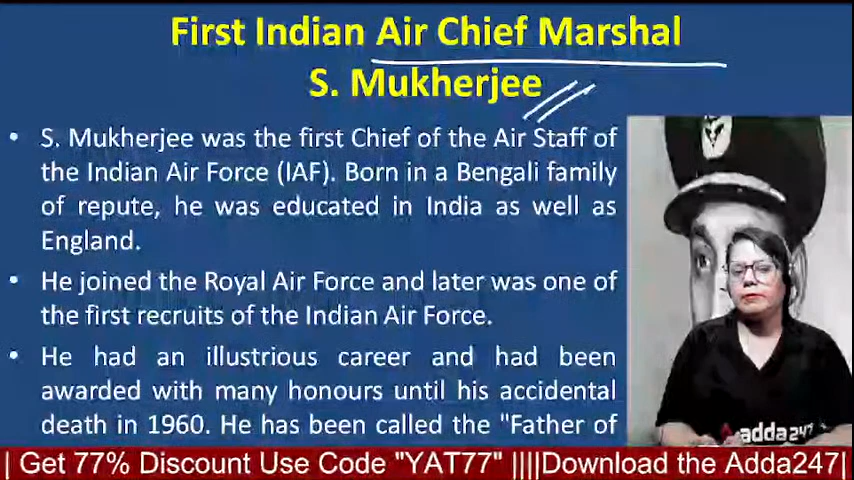 First Indian Air Chief Marshal
S. Mukherjee
• S. Mukherjee was the first Chief of the Air Staff of
the Indian Air Force (IAF). Born in a Bengali family
of repute, he was educated in India as well as
England.
• He joined the Royal Air Force and later was one of
the first recruits of the Indian Air Force.
• He had an illustrious career and had been
awarded with many honours until his accidental
death in 1960. He has been called the "Father of
adda247
| Get 77% Discount Use Code "YAT77" ||||Download the Adda247|